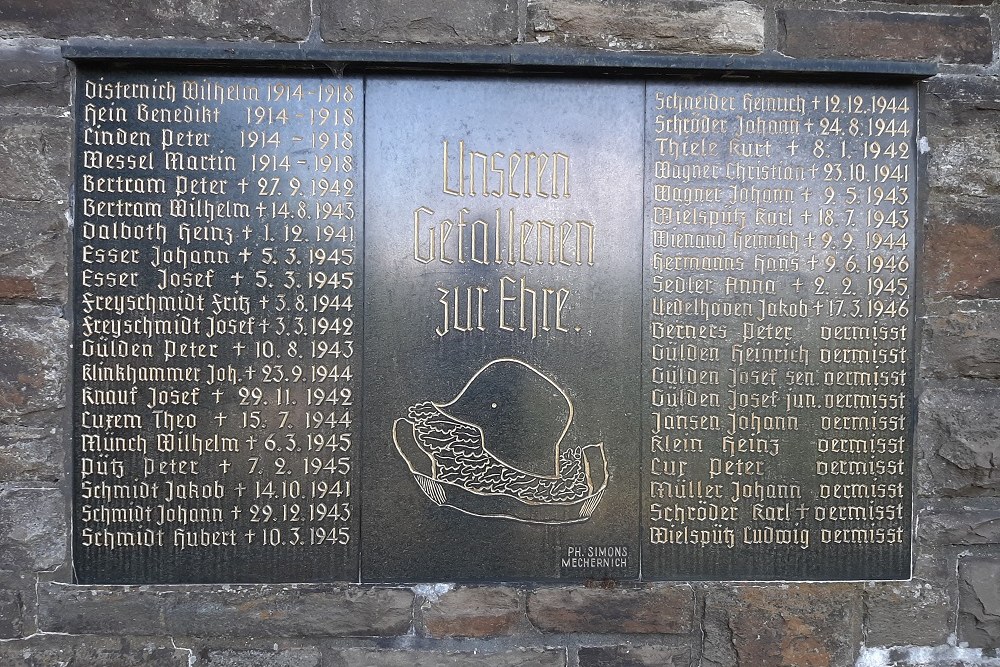 Disternich Wilhelm 1914-1918
Hein Benedikt 1914-1918
Linden Peter 1914-1918
Wessel Martin 1914-1918
Bertram Peter + 27.9.1942
Bertram Wilhelm + 14.8.1943
Dalboth Heinz + 1.12.1941
Esser Johann + 5.3.1945
Esser Josef + 5.3.1945
Freyschmidt Fritz + 3.8.1944
Freyschmidt Josef + 3.3.1942
Gülden Peter + 10.8.1943
Klinkhammer Joh. + 23.9.1944
Knauf Josef + 29.11.1942
Luxem Theo + 15.7.1944
Münch Wilhelm + 6.3.1945
Pütz Peter + 7.2.1945
Schmidt Jakob + 14.10.1941
Schmidt Johann + 29.12.1943
Schmidt Hubert + 10.3.1945
Unseren
Gefallenen
zur Ehre.
PH. SIMONS
MECHERNICH
Schneider Heinrich + 12.12.1944
Schröder Johann + 24.8.1944
Thiele Kurt + 8.1.1942
Wagner Christian + 23.10.1941
Wagner Johann + 9.5.1943
Wielspütz Karl + 18.7.1943
Wienand Heinrich + 9.9.1944
Hermanns Hans + 9.6.1946
Sedler Anna + 2.2.1945
Uedelhoven Jakob + 17.3.1946
Berners Peter vermisst
Gülden Heinrich vermisst
Gülden Josef sen. vermisst
Gülden Josef jun. vermisst
Jansen Johann vermisst
Klein Heinz vermisst
Lux Peter vermisst
Müller Johann vermisst
Schröder Karl + vermisst
Wielspütz Ludwig vermisst